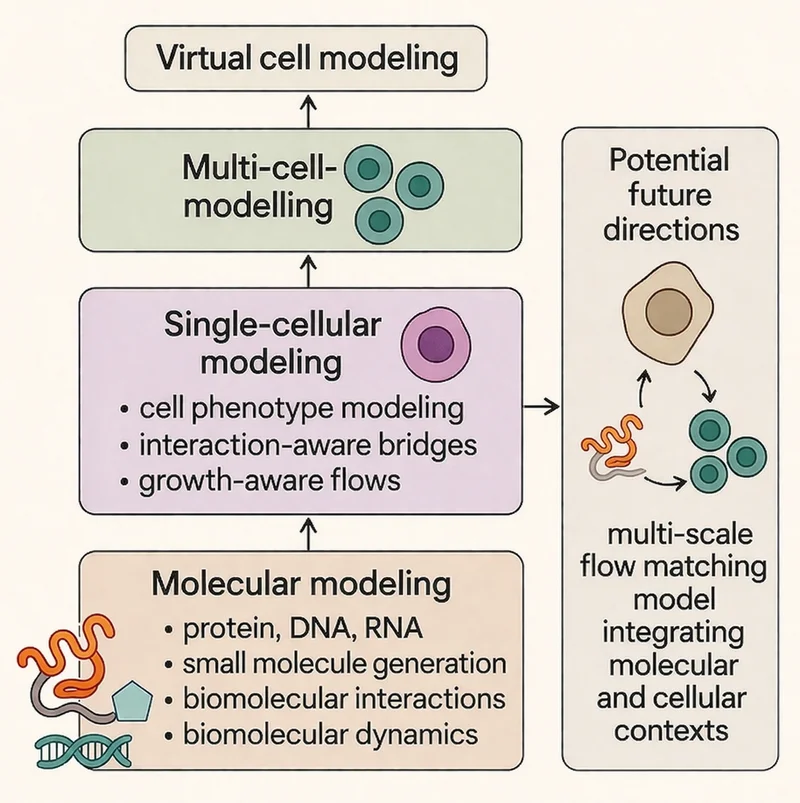 Virtual cell modeling
Multi-cell-
modelling
Single-cellular
modeling
• cell phenotype modeling
• interaction-aware bridges
• growth-aware flows
Molecular modeling
• protein, DNA, RNA
• small molecule generation
• biomolecular interactions
• biomolecular dynamics
Potential
future
directions
multi-scale
flow matching
model
integrating
molecular
and cellular
contexts